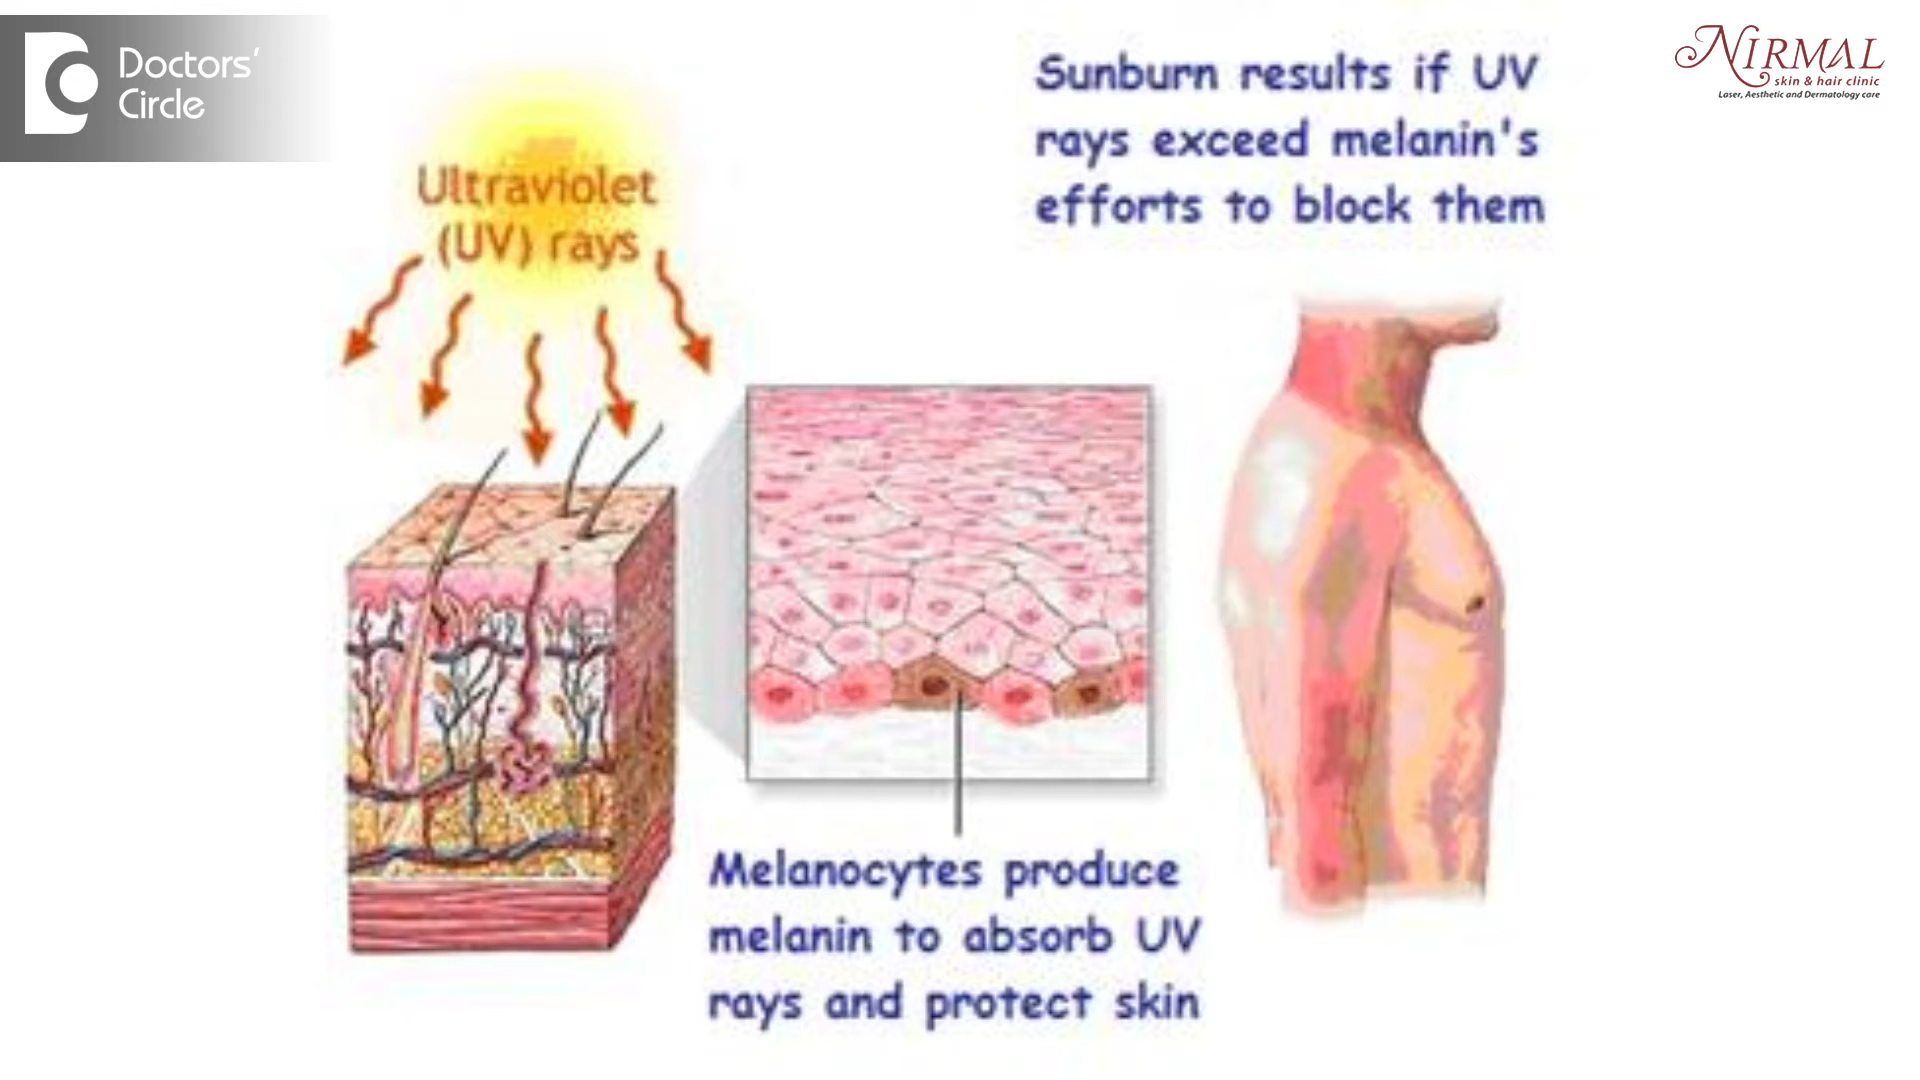 Doctors'
Circle
Ultraviolet
(UV) rays
Sunburn results if UV
rays exceed melanin's
efforts to block them
NIRMAL
skin & hair clinic
Laser, Aesthetic and Dermatology care
Melanocytes produce
melanin to absorb UV
rays and protect skin